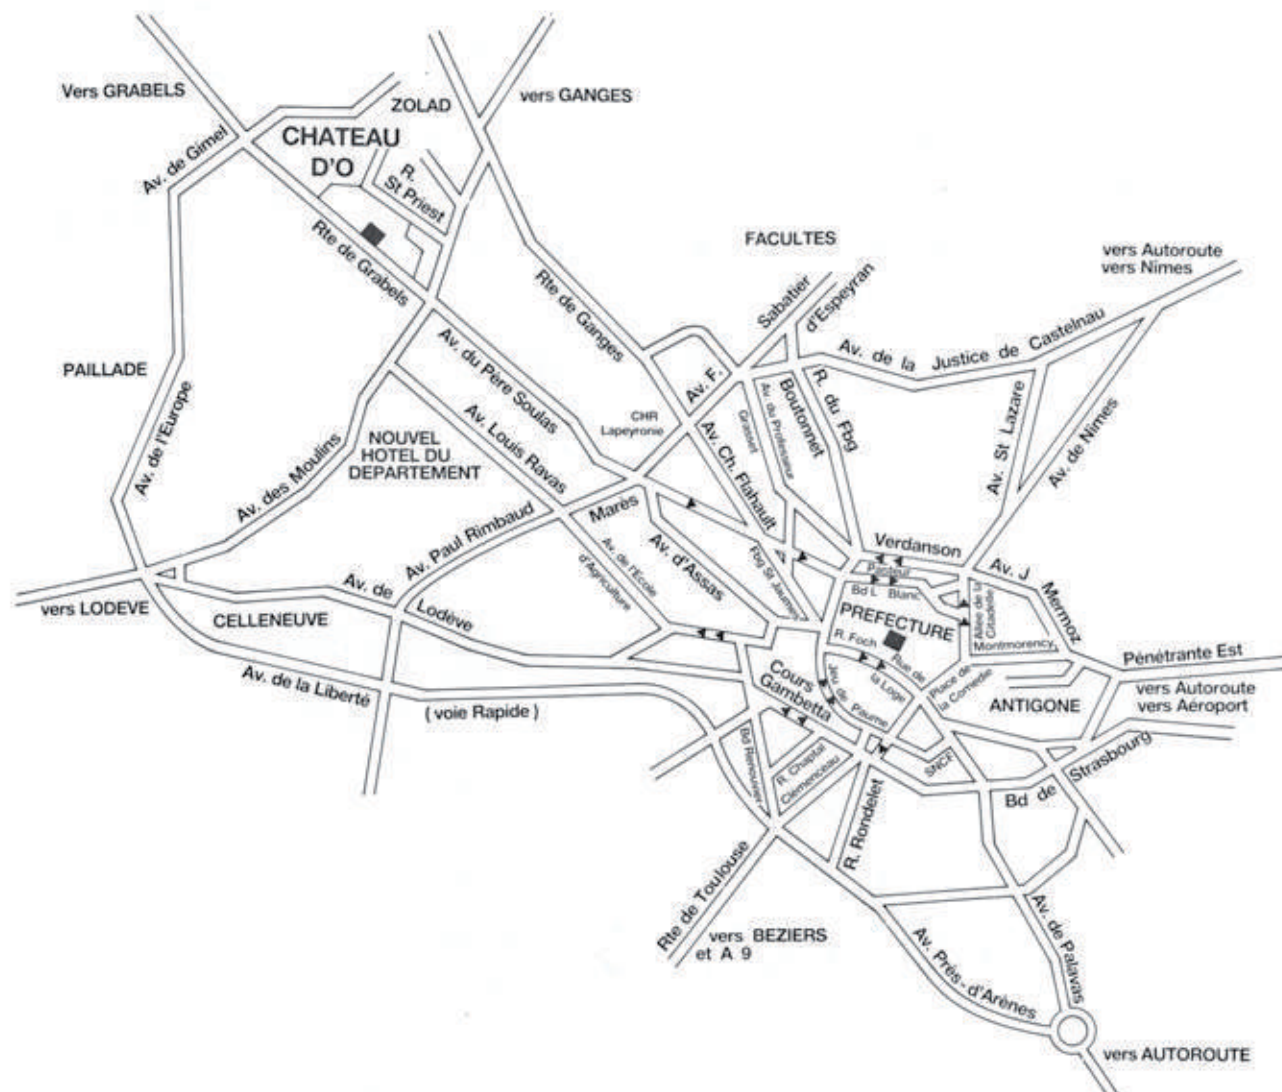 Vers GRABELS
ZOLAD
vers GANGES
CHATEAU
D'O
Av. de Gimel
R.
St Priest
Rte de Grabels
FACULTES
vers Autoroute
vers Nimes
Rte de Ganges
Sabatier
d'Espeyran
Av. de la Justice de Castelnau
PAILLADE
Av. du Père Soulas
Av. F.
Av. de l'Europe
Av. Louis Ravas
CHR
Lapeyronie
Grasset
Av. du Professeur
Boutonnet
R. du Fbg
Av. St Lazare
Av. de Nimes
NOUVEL
HOTEL DU
DEPARTEMENT
Av. des Moulins
Av. Ch. Flahault
Marès
Av. Paul Rimbaud
Av. de l'Ecole
d'Agriculture
Av. d'Assas
Fbg St Jaumes
Verdanson
Av. J Mermoz
Pasteur
Bd L Blanc
Allée de la
Citadelle
vers LODEVE
CELLENEUVE
Av. de Lodève
PREFECTURE
R. Foch
Rue de
la Loge
Montmorency
Pénétrante Est
Av. de la Liberté
(voie Rapide)
Cours
Gambetta
Jeu de Paume
Place de
la Comédie
ANTIGONE
vers Autoroute
vers Aéroport
Bd Renouvier
R. Chaptal
Clémenceau
SNCF
Bd de Strasbourg
R. Rondelet
Rte de Toulouse
vers BEZIERS
et A 9
Av. Près-d'Arènes
Av. de Palavas
vers AUTOROUTE